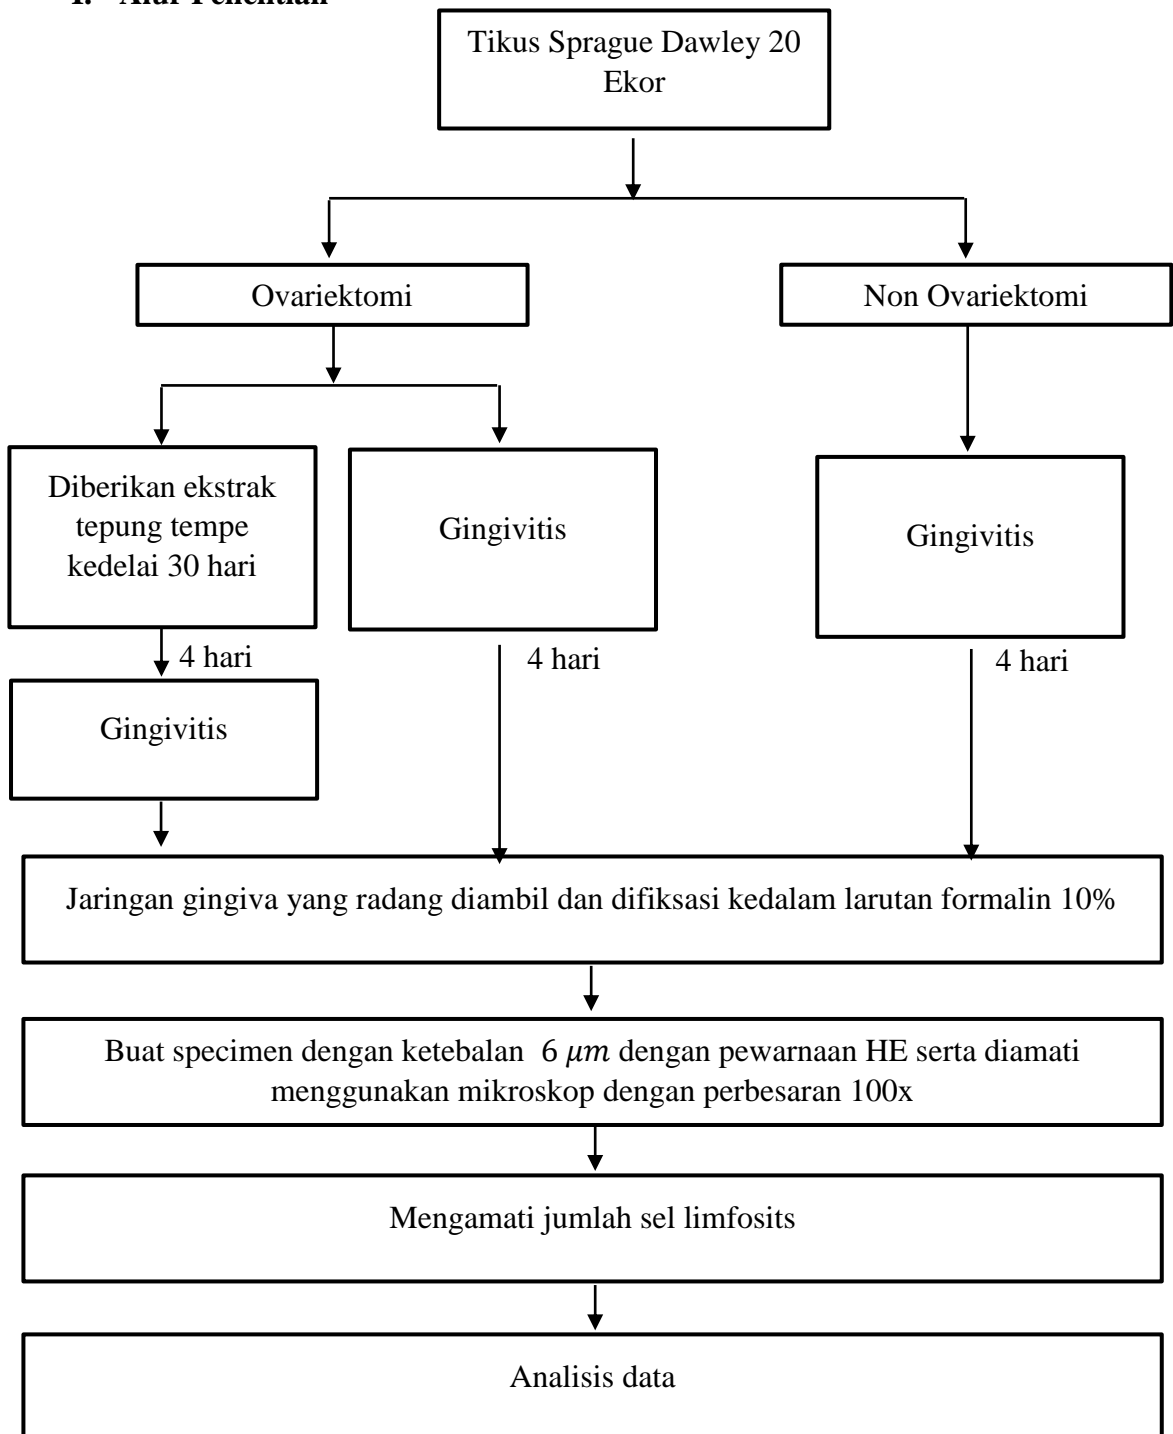 Tikus Sprague Dawley 20
Ekor
Ovariektomi
Non Ovariektomi
Diberikan ekstrak
tepung tempe
kedelai 30 hari
Gingivitis
Gingivitis
4 hari
4 hari
4 hari
Gingivitis
Jaringan gingiva yang radang diambil dan difiksasi kedalam larutan formalin 10%
Buat specimen dengan ketebalan 6 μm dengan pewarnaan HE serta diamati
menggunakan mikroskop dengan perbesaran 100x
Mengamati jumlah sel limfosits
Analisis data